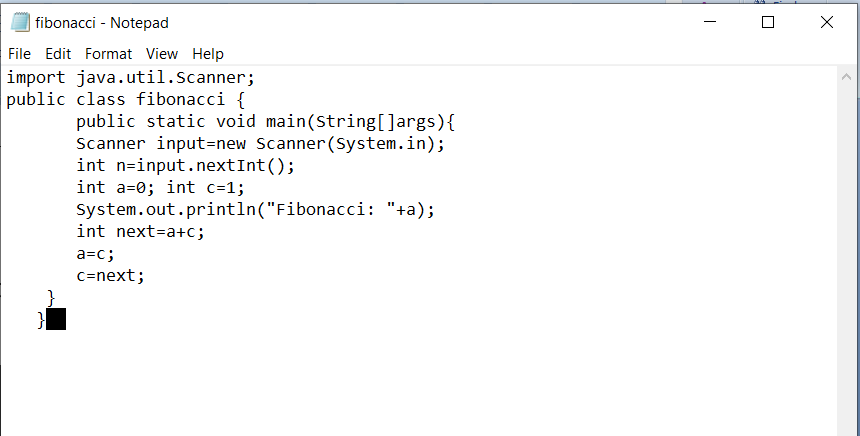 fibonacci - Notepad
File Edit Format View Help
import java.util.Scanner;
public class fibonacci {
public static void main(String[]args){
Scanner input=new Scanner(System.in);
int n=input.nextInt();
int a=0; int c=1;
System.out.println("Fibonacci: "+a);
int next=a+c;
a=c;
c=next;
}
}